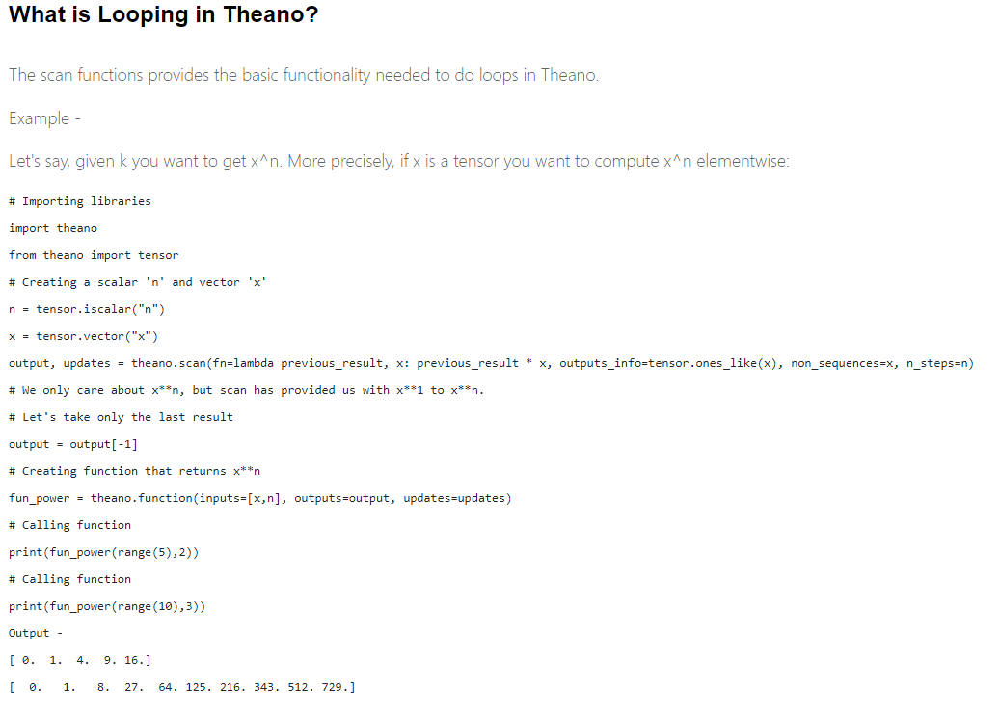 What is Looping in Theano?
The scan functions provides the basic functionality needed to do loops in Theano.
Example -
Let's say, given k you want to get x^n. More precisely, if x is a tensor you want to compute x^n elementwise:
# Importing libraries
import theano
from theano import tensor
# Creating a scalar 'n' and vector 'x'
n = tensor.iscalar("n")
x = tensor.vector("x")
output, updates = theano.scan(fn=lambda previous_result, x: previous_result * x, outputs_info=tensor.ones_like(x), non_sequences=x, n_steps=n)
# We only care about x**n, but scan has provided us with x**1 to x**n.
# Let's take only the last result
output = output[-1]
# Creating function that returns x**n
fun_power = theano.function(inputs=[x,n], outputs=output, updates=updates)
# Calling function
print(fun_power(range(5),2))
# Calling function
print(fun_power(range(10),3))
Output -
[ 0.  1.  4.  9. 16.]
[  0.   1.   8.  27.  64. 125. 216. 343. 512. 729.]